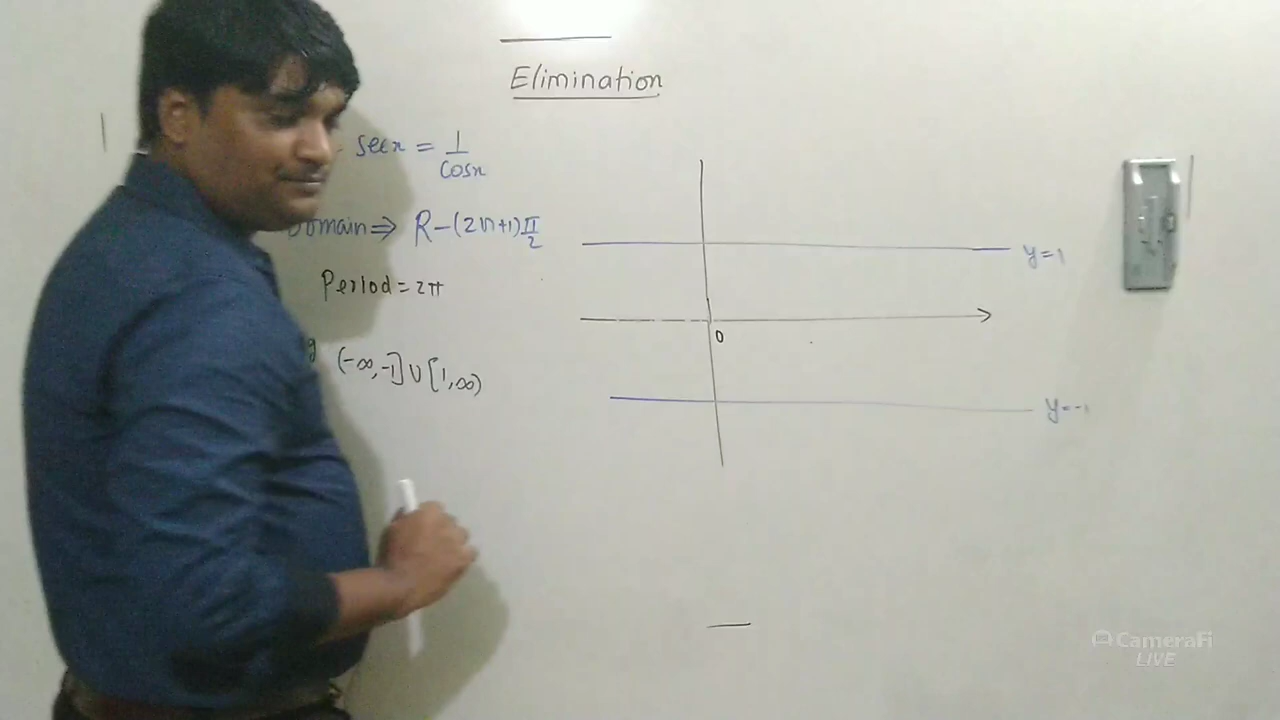 Elimination
secx = 1/cosx
Domain ⇒ R-(2n+1)π/2
Period = 2π
(-∞,-1]∪[1,∞)
y=1
0
y=-1
CameraFi
LIVE